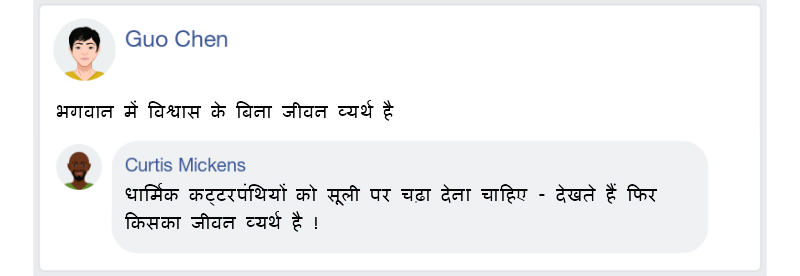 Guo Chen
भगवान में विश्वास के बिना जीवन व्यर्थ है
Curtis Mickens
धार्मिक कट्टरपंथियों को सूली पर चढ़ा देना चाहिए - देखते हैं फिर
किसका जीवन व्यर्थ है !